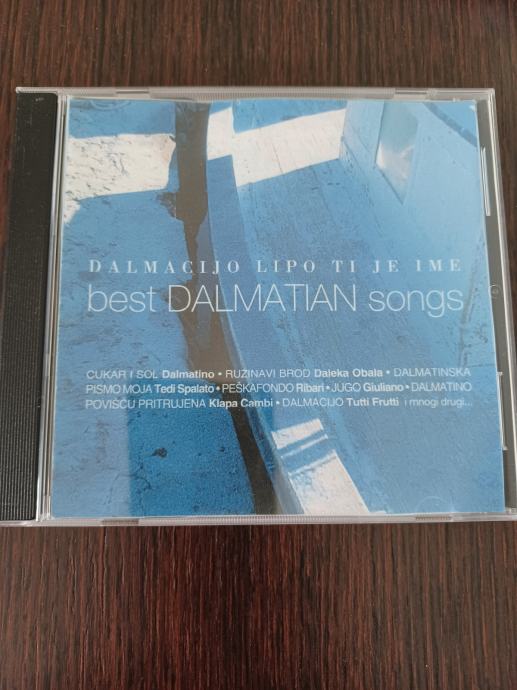 DALMACIJO LIPO TI JE IME
best DALMATIAN songs
CUKAR I SOL Dalmatino • RUZINAVI BROD Daleka Obala • DALMATINSKA
PISMO MOJA Tedi Spalato • PEŠKAFONDO Ribari • JUGO Giuliano • DALMATINO
POVIŠĆU PRITRUJENA Klapa Cambi • DALMACIJO Tutti Frutti i mnogi drugi...